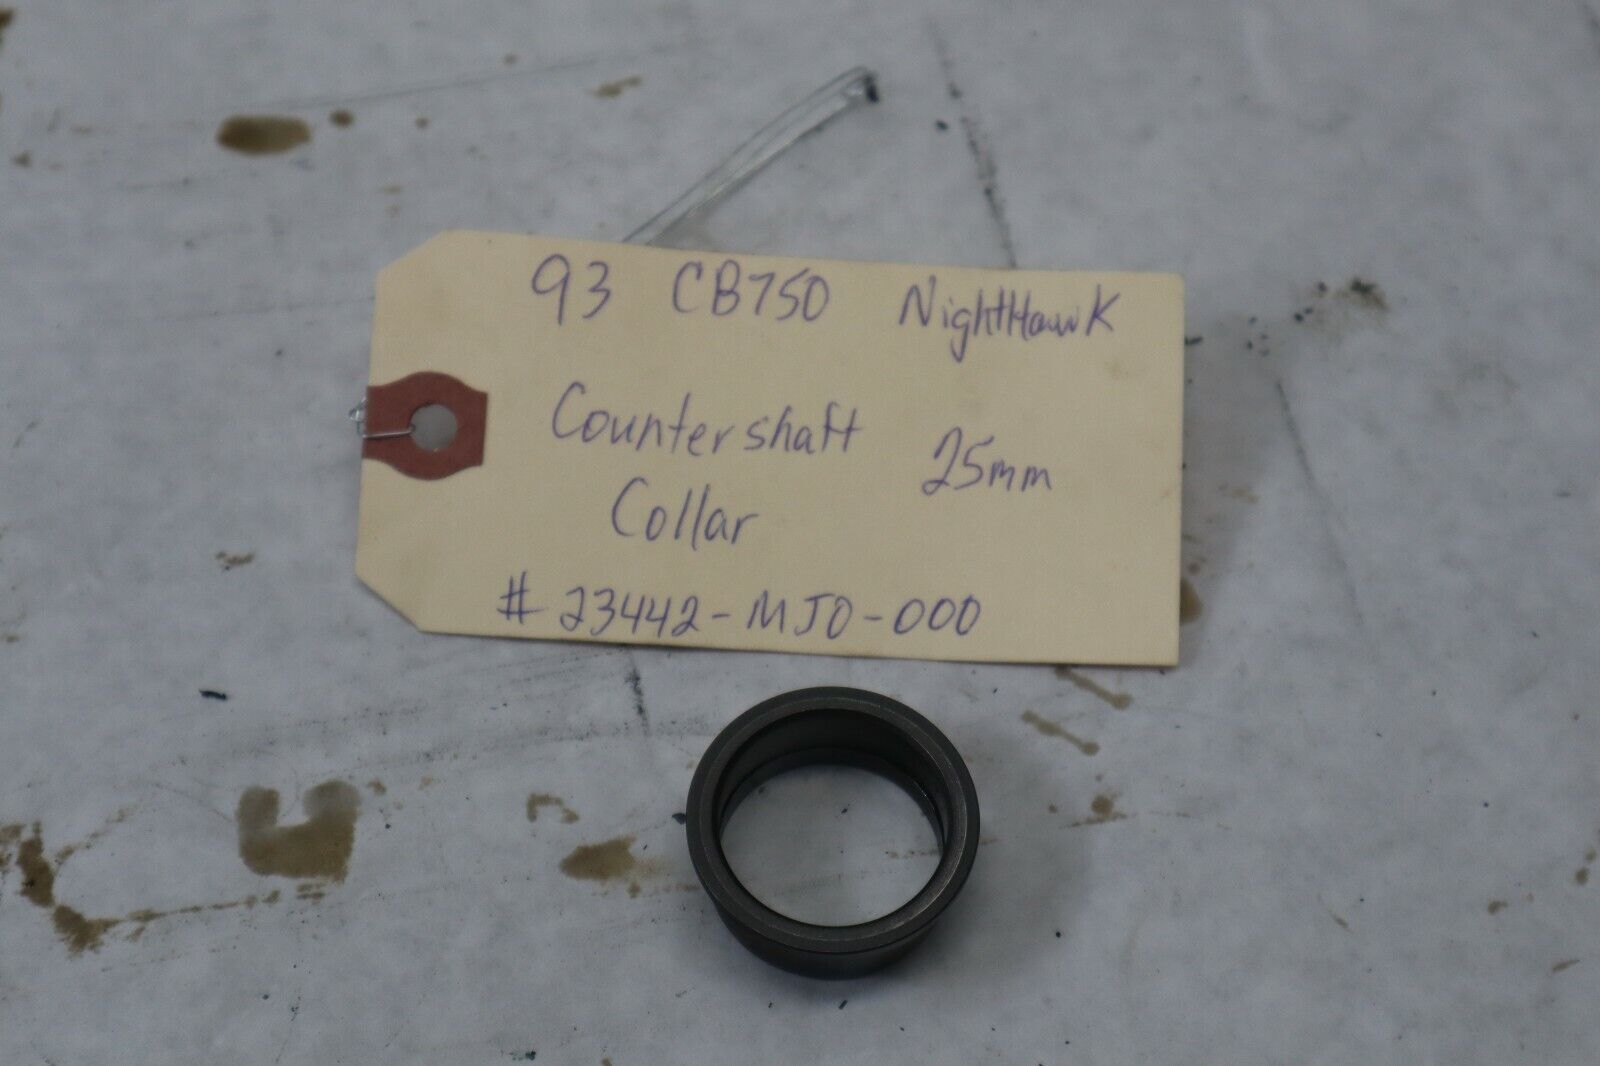 93 CB750 NightHawk
Countershaft 25mm
Collar
# 23442-MJ0-000